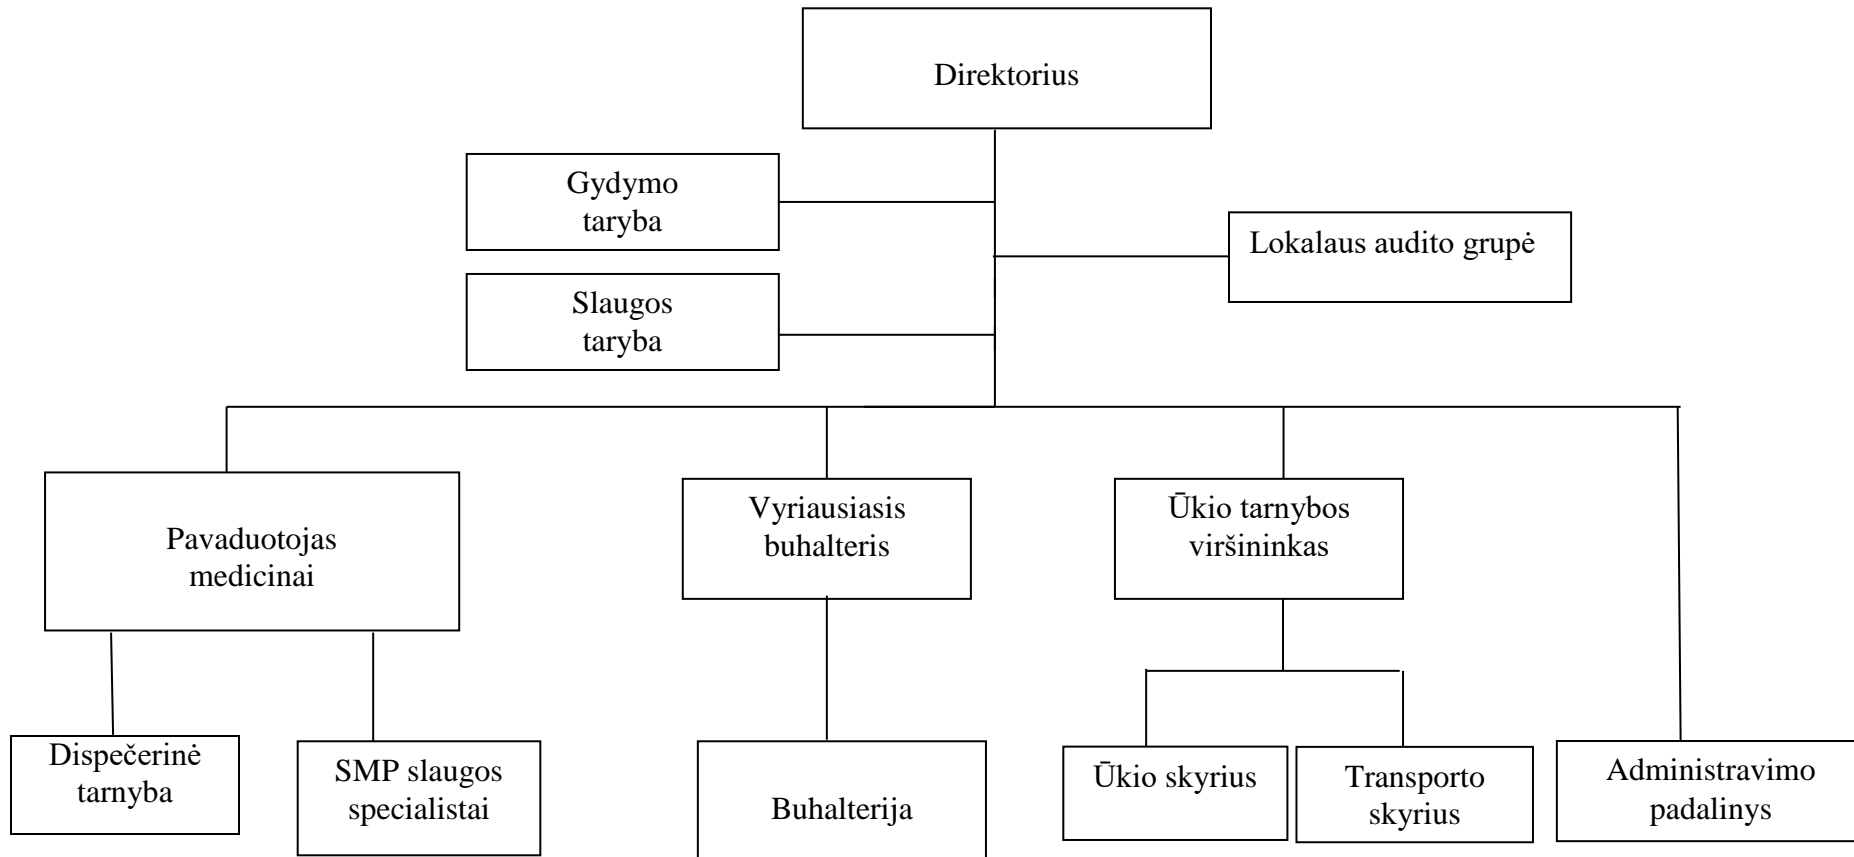 Direktorius
Gydymo
taryba
Lokalaus audito grupė
Slaugos
taryba
Pavaduotojas
medicinai
Vyriausiasis
buhalteris
Ūkio tarnybos
viršininkas
Dispečerinė
tarnyba
SMP slaugos
specialistai
Buhalterija
Ūkio skyrius
Transporto
skyrius
Administravimo
padalinys